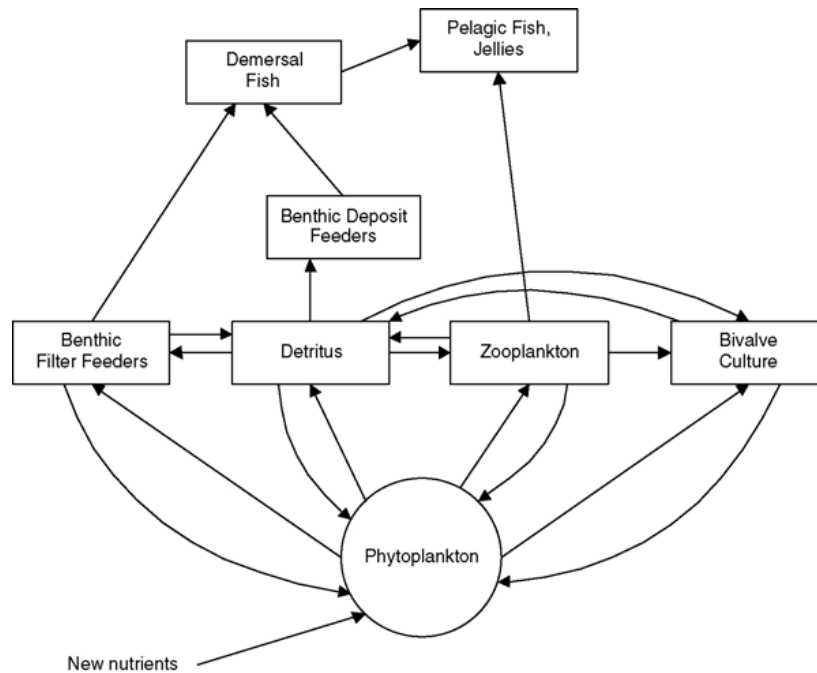 Pelagic Fish,
Jellies
Demersal
Fish
Benthic Deposit
Feeders
Benthic
Filter Feeders
Detritus
Zooplankton
Bivalve
Culture
Phytoplankton
New nutrients